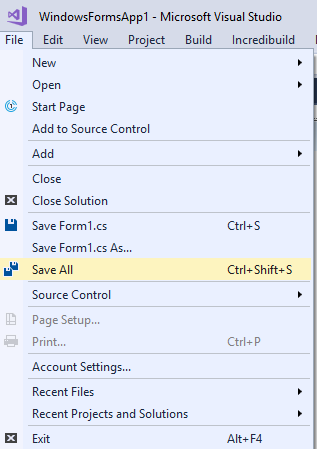 WindowsFormsApp1 - Microsoft Visual Studio
File Edit View Project Build Incredibuild
New
Open
Start Page
Add to Source Control
Add
Close
Close Solution
Save Form1.cs Ctrl+S
Save Form1.cs As...
Save All Ctrl+Shift+S
Source Control
Page Setup...
Print... Ctrl+P
Account Settings...
Recent Files
Recent Projects and Solutions
Exit Alt+F4